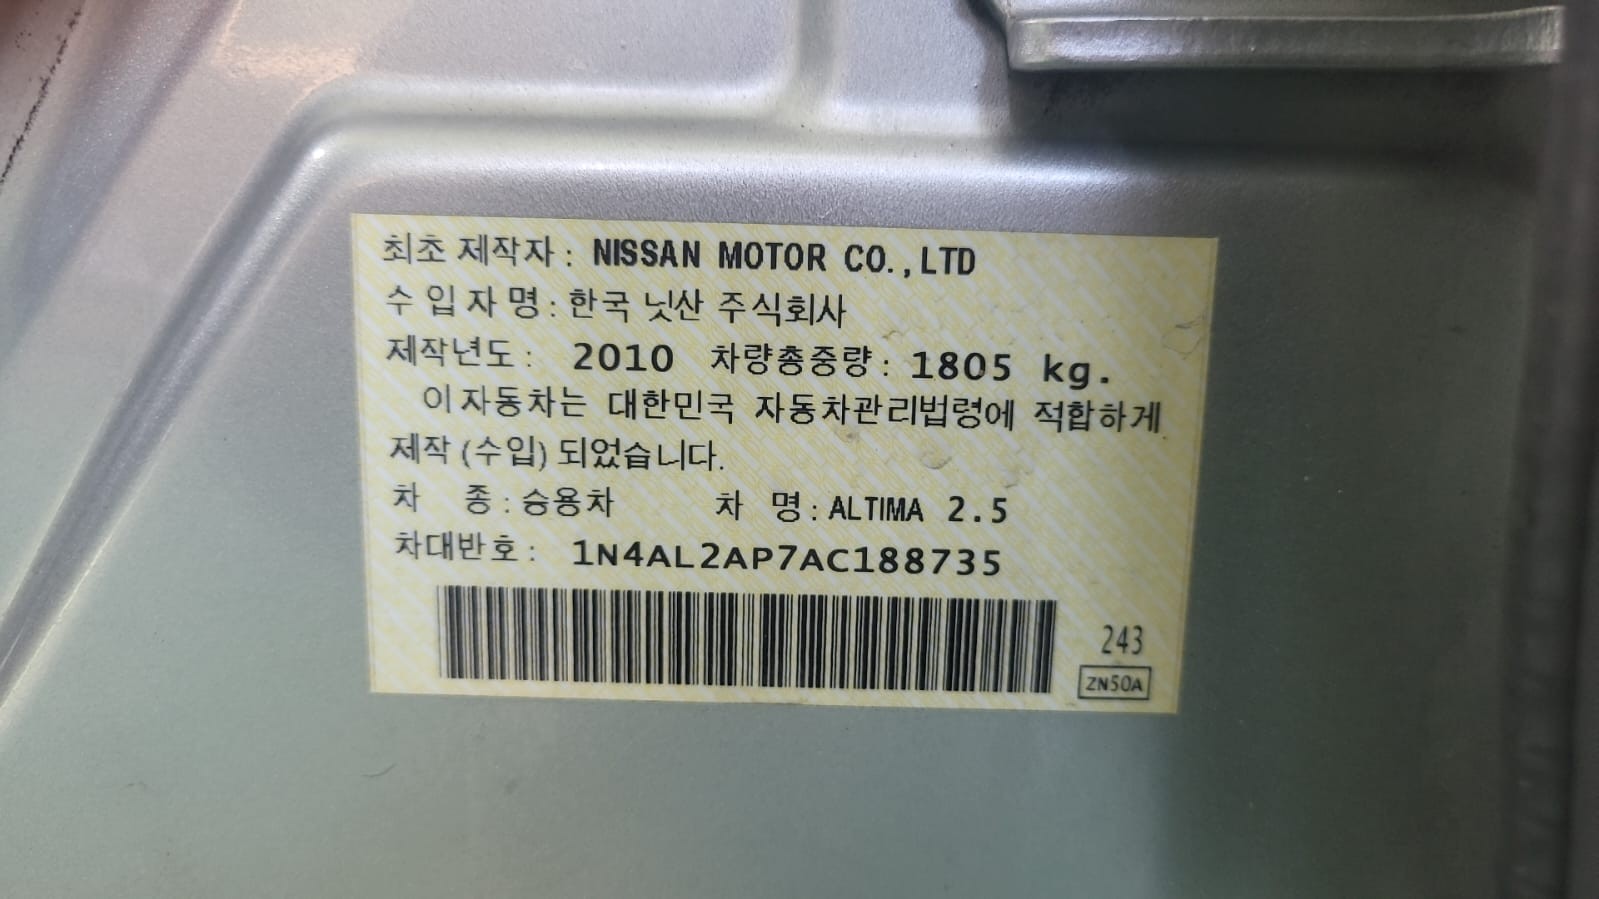 최초 제작자 : NISSAN MOTOR CO.,LTD
수 입 자 명 : 한국 닛산 주식회사
제작년도 : 2010 차량총중량 : 1805 kg.
이 자동차는 대한민국 자동차관리법령에 적합하게
제작 (수입) 되었습니다.
차 종 : 승용차 차 명 : ALTIMA 2.5
차대반호 : 1N4AL2AP7AC188735
243
ZN50A